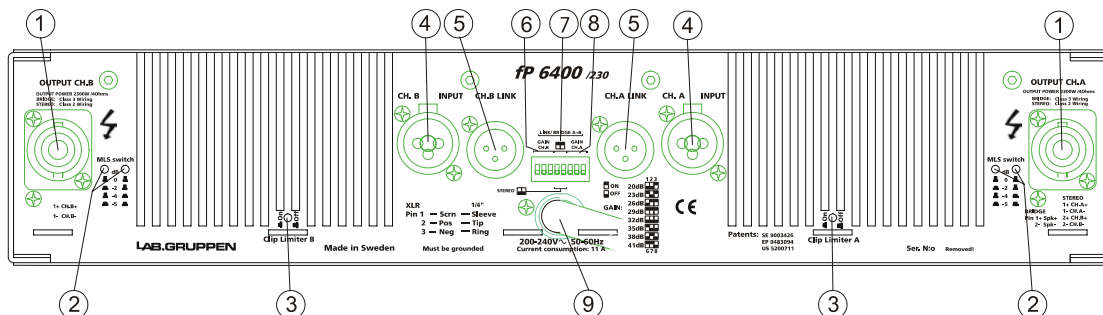 1 4 5 6 7 8 5 4 1
fP 6400 /230
OUTPUT CH.B
OUTPUT POWER 2300W /4Ohms
BRIDGE: Class 3 Wiring
STEREO: Class 2 Wiring
MLS switch
dB
0
-2
-4
-5
1+ CH.B+
1- CH.B-
On
Off
Clip Limiter B
LAB.GRUPPEN
Made in Sweden
CH. B INPUT
CH.B LINK
LINK/ BRIDGE A+B
GAIN CH.B
GAIN CH.A
STEREO
CH.A LINK
CH. A INPUT
XLR 1/4"
Pin 1 Scrn Sleeve
2 Pos Tip
3 Neg Ring
Must be grounded
200-240V~ 50-60Hz
Current consumption: 11 A
ON
OFF
GAIN:
1 2 3
20dB
23dB
26dB
29dB
32dB
35dB
38dB
41dB
6 7 8
CE
Patents: SE 9003426
EP 0483094
US 5200711
On
Off
Clip Limiter A
Ser. N:o Removed!
OUTPUT CH.A
OUTPUT POWER 2300W /4Ohms
BRIDGE: Class 3 Wiring
STEREO: Class 2 Wiring
MLS switch
dB
0
-2
-4
-5
BRIDGE
Pin 1+ Spk+
2- Spk-
STEREO
1+ CH.A+
1- CH.A-
2+ CH.B+
2- CH.B-
2 3 9 3 2